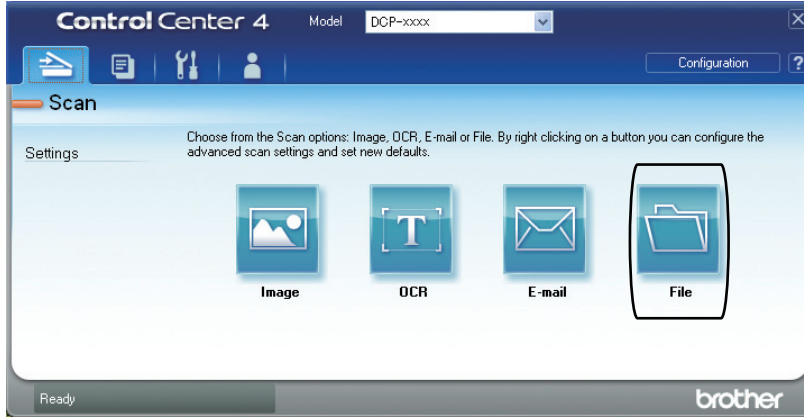 Control Center 4
Model
DCP-xxxx
Configuration
?
Scan
Choose from the Scan options: Image, OCR, E-mail or File. By right clicking on a button you can configure the
advanced scan settings and set new defaults.
Settings
T
Image
OCR
E-mail
File
Ready
brother